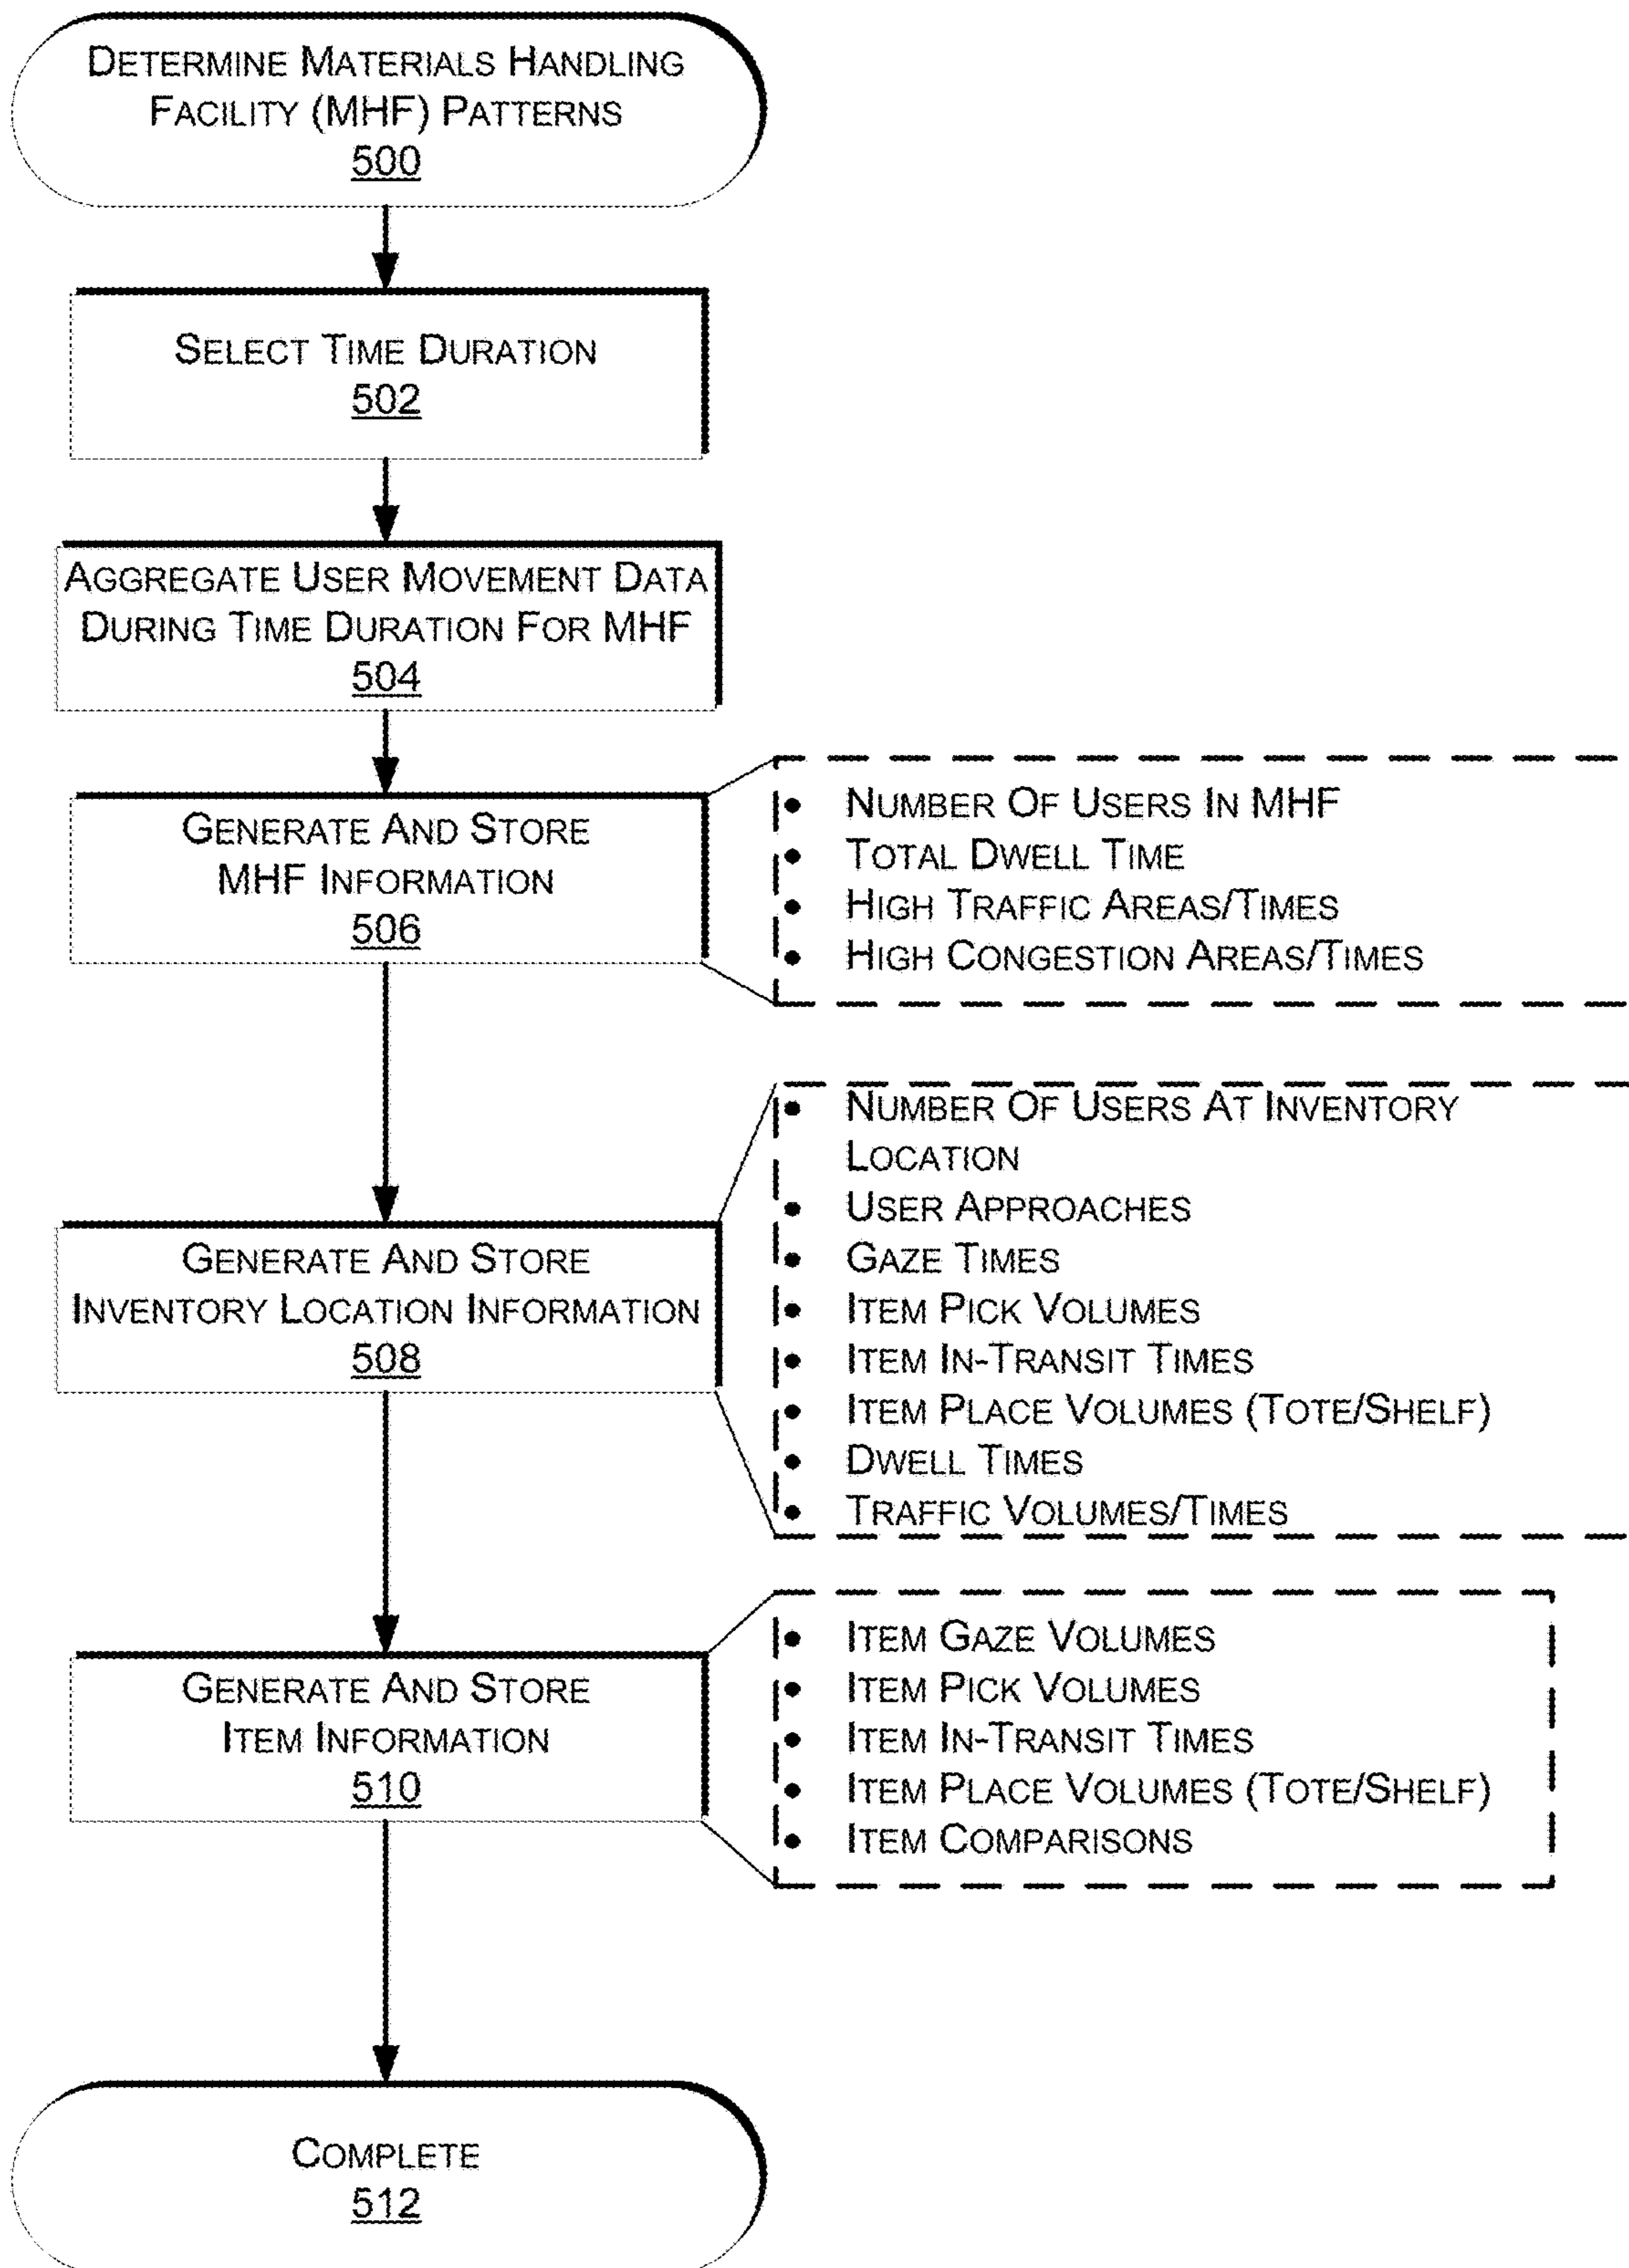 DETERMINE MATERIALS HANDLING
FACILITY (MHF) PATTERNS
500
SELECT TIME DURATION
502
AGGREGATE USER MOVEMENT DATA
DURING TIME DURATION FOR MHF
504
GENERATE AND STORE
MHF INFORMATION
506
• NUMBER OF USERS IN MHF
• TOTAL DWELL TIME
• HIGH TRAFFIC AREAS/TIMES
• HIGH CONGESTION AREAS/TIMES
GENERATE AND STORE
INVENTORY LOCATION INFORMATION
508
• NUMBER OF USERS AT INVENTORY
LOCATION
• USER APPROACHES
• GAZE TIMES
• ITEM PICK VOLUMES
• ITEM IN-TRANSIT TIMES
• ITEM PLACE VOLUMES (TOTE/SHELF)
• DWELL TIMES
• TRAFFIC VOLUMES/TIMES
GENERATE AND STORE
ITEM INFORMATION
510
• ITEM GAZE VOLUMES
• ITEM PICK VOLUMES
• ITEM IN-TRANSIT TIMES
• ITEM PLACE VOLUMES (TOTE/SHELF)
• ITEM COMPARISONS
COMPLETE
512